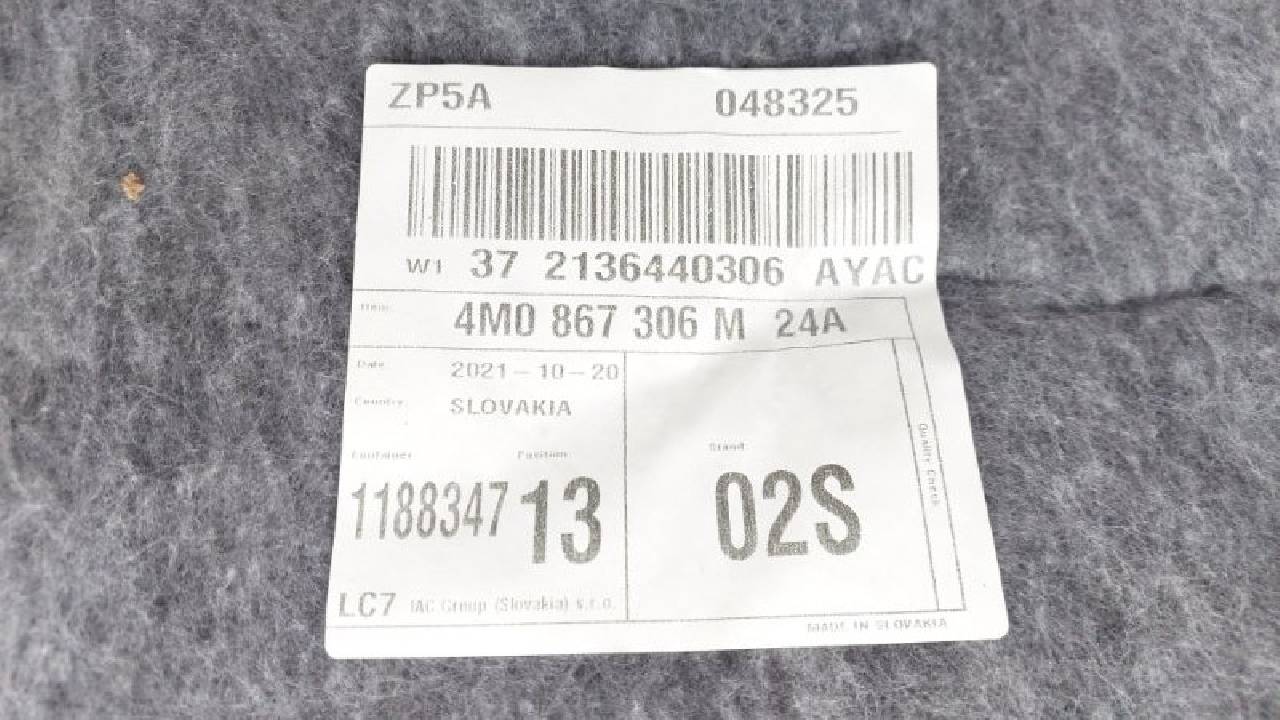 ZP5A 048325
W1 37 2136440306 AYAC
Item: 4M0 867 306 M 24A
Date: 2021-10-20
Country: SLOVAKIA
Container Position: Stand:
1188347 13 02S
Quality Check
LC7 IAC Group (Slovakia) s.r.o.
MADE IN SLOVAKIA